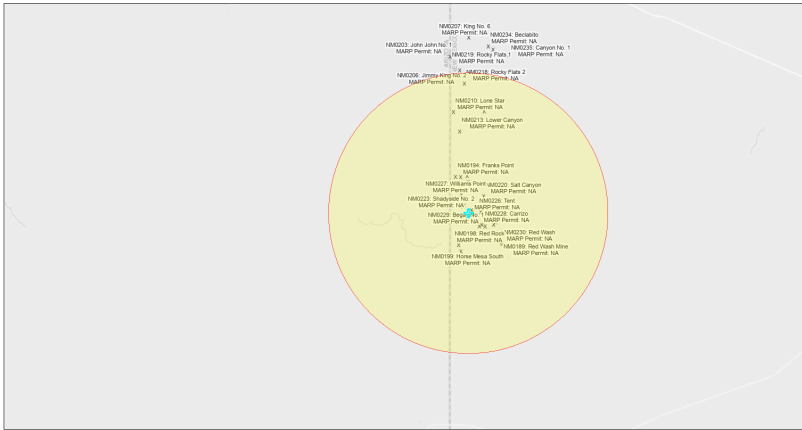 NM0207: King No. 6
MARP Permit: NA
NM0234: Beclabito
MARP Permit: NA
NM0203: John John No. 1
MARP Permit: NA
NM0235: Canyon No. 1
MARP Permit: NA
NM0219: Rocky Flats 1
MARP Permit: NA
NM0206: Jimmy King No.
MARP Permit: NA
NM0218: Rocky Flats 2
MARP Permit: NA
NM0210: Lone Star
MARP Permit: NA
NM0213: Lower Canyon
MARP Permit: NA
NM0194: Franks Point
MARP Permit: NA
NM0227: Williams Point
MARP Permit: NA
NM0220: Salt Canyon
MARP Permit: NA
NM0223: Shadyside No. 2
MARP Permit: NA
NM0226: Tent
MARP Permit: NA
NM0229: No.
MARP Permit: NA
NM0228: Carrizo
MARP Permit: NA
NM0198: Red Rock
MARP Permit: NA
NM0230: Red Wash
MARP Permit: NA
NM0189: Red Wash Mine
MARP Permit: NA
NM0199: Horse Mesa South
MARP Permit: NA